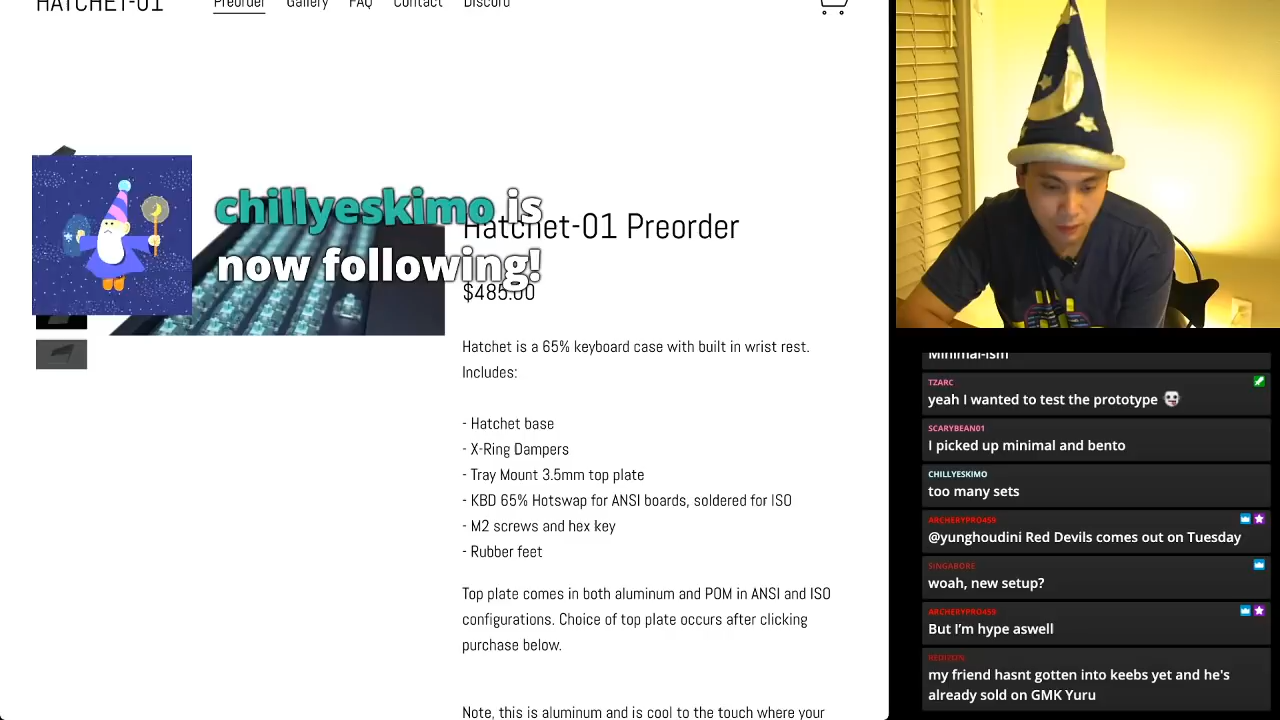 HATCHET-01
Preorder
Gallery
FAQ
Contact
Discord
chillyeskimo is
now following!
Hatchet-01 Preorder
$485.00
Hatchet is a 65% keyboard case with built in wrist rest.
Includes:
- Hatchet base
- X-Ring Dampers
- Tray Mount 3.5mm top plate
- KBD 65% Hotswap for ANSI boards, soldered for ISO
- M2 screws and hex key
- Rubber feet
Top plate comes in both aluminum and POM in ANSI and ISO
configurations. Choice of top plate occurs after clicking
purchase below.
Note, this is aluminum and is cool to the touch where your
Minimal-ism
TZARC
yeah I wanted to test the prototype
SCARYBEAN01
I picked up minimal and bento
CHILLYESKIMO
too many sets
ARCHERYPRO459
@yunghoudini Red Devils comes out on Tuesday
SINGABORE
woah, new setup?
ARCHERYPRO459
But I'm hype aswell
REDIZON
my friend hasnt gotten into keebs yet and he's
already sold on GMK Yuru